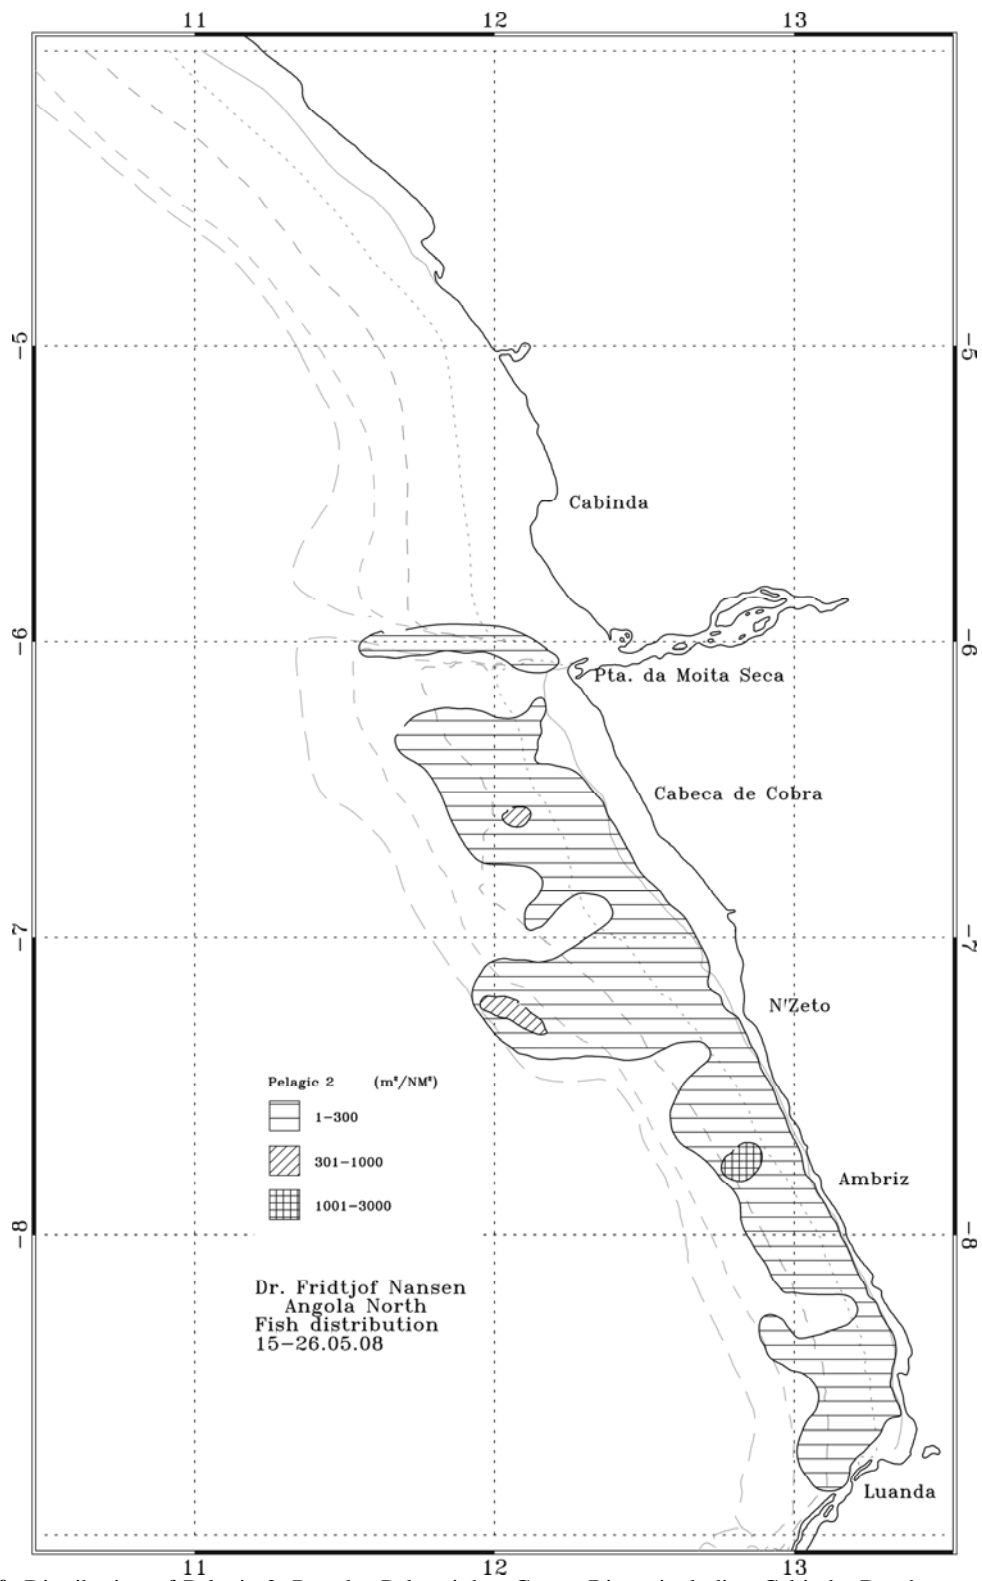 11 12 13
-5 -5
Cabinda
-6 -6
Pta. da Moita Seca
Cabeca de Cobra
-7 -7
N'Zeto
Pelagic 2 (m²/NM²)
1-300
301-1000
1001-3000
Ambriz
-8 -8
Dr. Fridtjof Nansen
Angola North
Fish distribution
15-26.05.08
Luanda
11 12 13